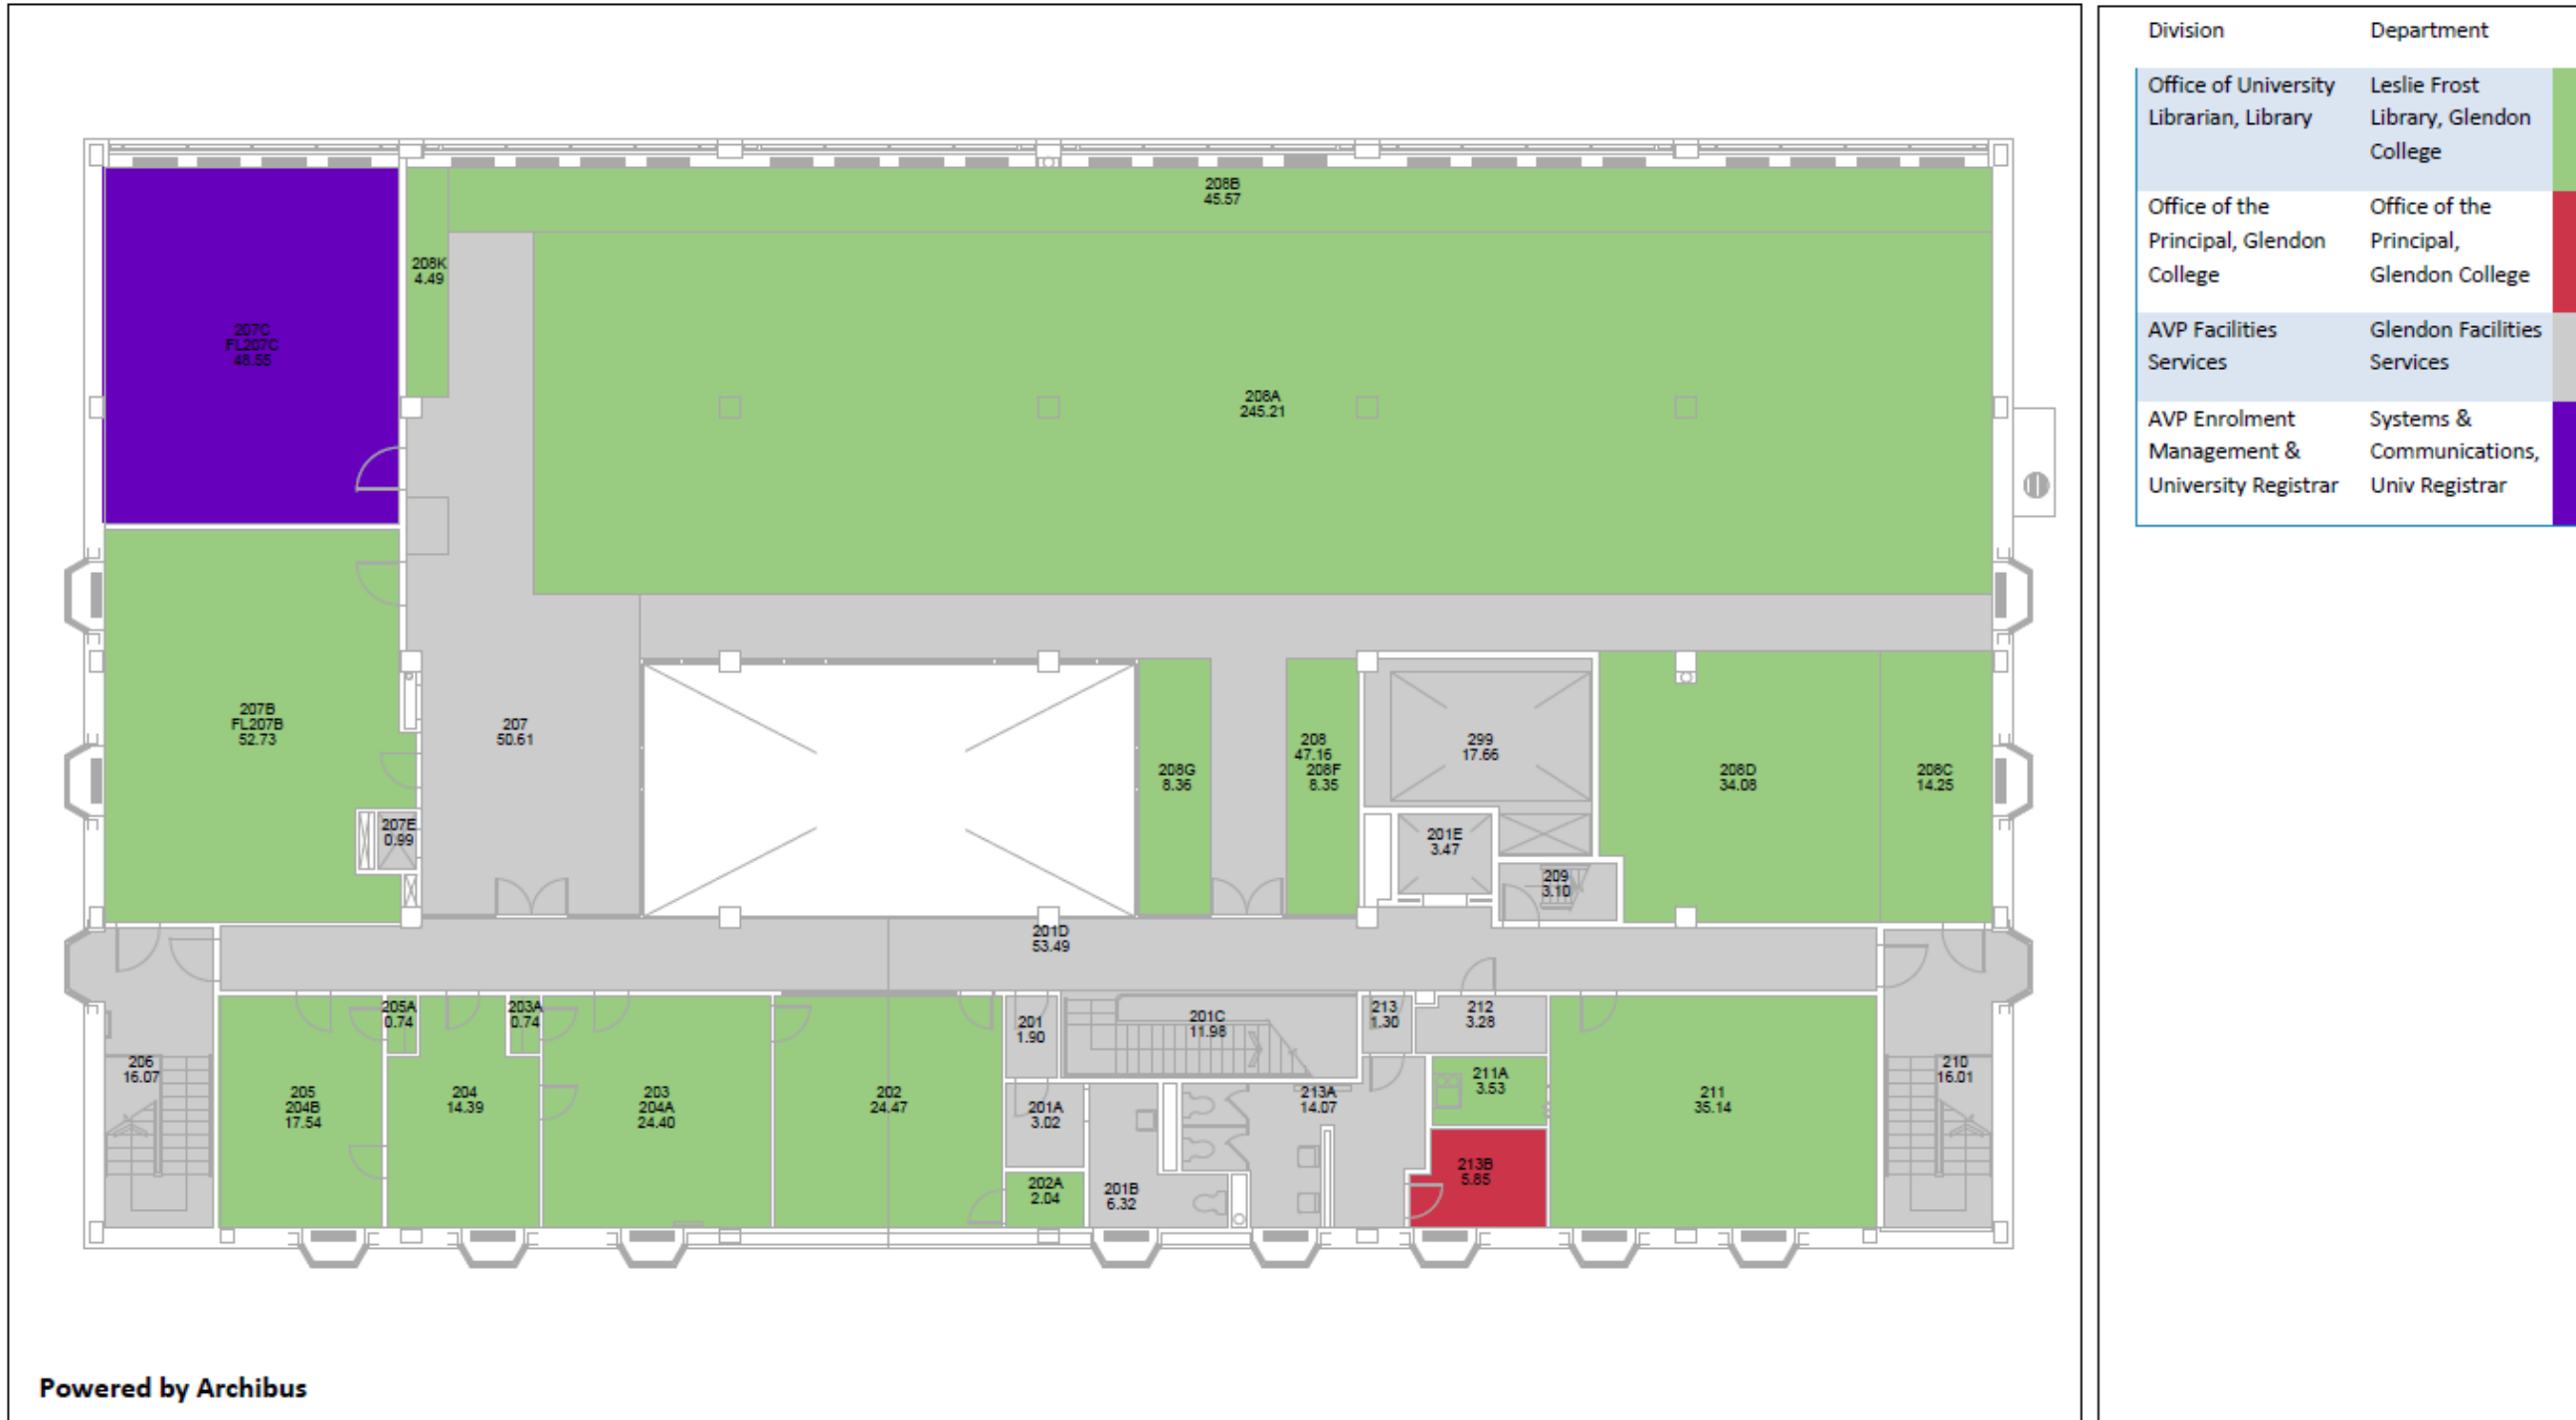 208B
45.57
208K
4.49
207C
FL207C
48.55
208A
245.21
207B
FL207B
52.73
207
50.61
208G
8.36
208
47.16
208F
8.35
299
17.66
208D
34.08
208C
14.25
207E
0.99
201E
3.47
209
3.10
201D
53.49
205A
0.74
203A
0.74
201
1.90
201C
11.98
213
1.30
212
3.28
206
16.07
205
204B
17.54
204
14.39
203
204A
24.40
202
24.47
201A
3.02
213A
14.07
211A
3.53
211
35.14
210
16.01
202A
2.04
201B
6.32
213B
5.85
Powered by Archibus
Division Department
Office of University Leslie Frost
Librarian, Library Library, Glendon
College
Office of the Office of the
Principal, Glendon Principal,
College Glendon College
AVP Facilities Glendon Facilities
Services Services
AVP Enrolment Systems &
Management & Communications,
University Registrar Univ Registrar